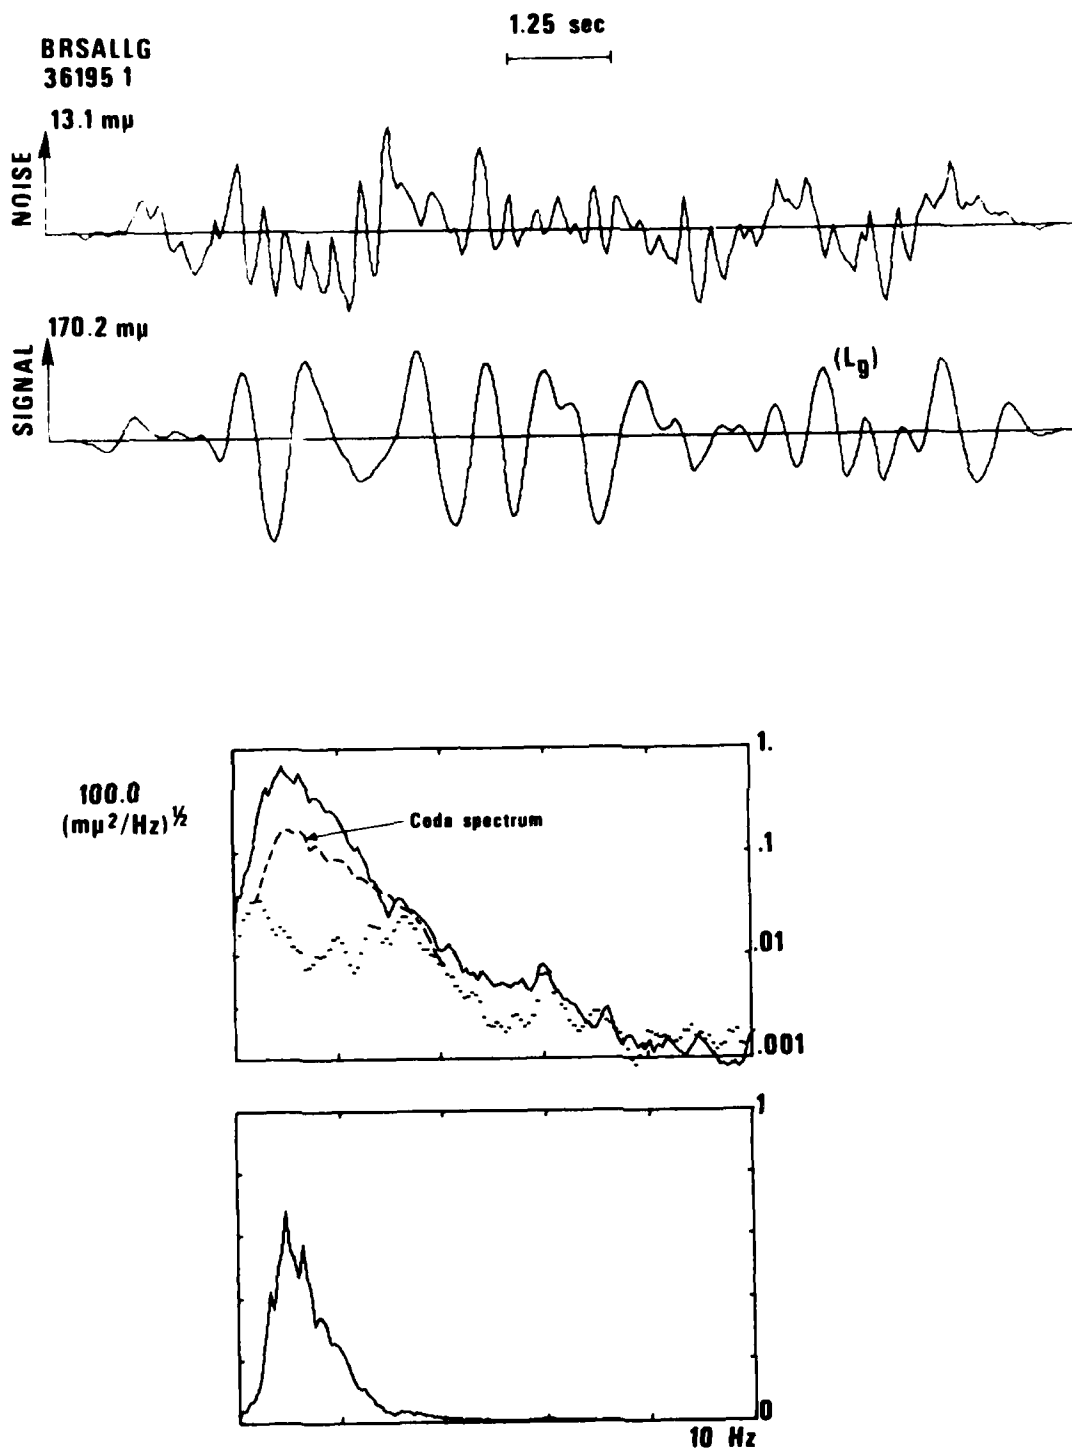 1.25 sec
BRSALLG
36195 1
13.1 mμ
NOISE
170.2 mμ
SIGNAL
(Lg)
1.
100.0
(mμ²/Hz)½
Coda spectrum
.1
.01
.001
1
0
10 Hz